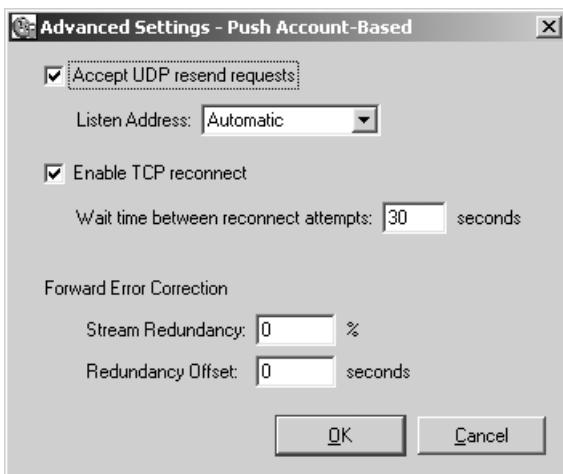 Advanced Settings - Push Account-Based
Accept UDP resend requests
Listen Address: Automatic
Enable TCP reconnect
Wait time between reconnect attempts: 30 seconds
Forward Error Correction
Stream Redundancy: 0 %
Redundancy Offset: 0 seconds
OK Cancel